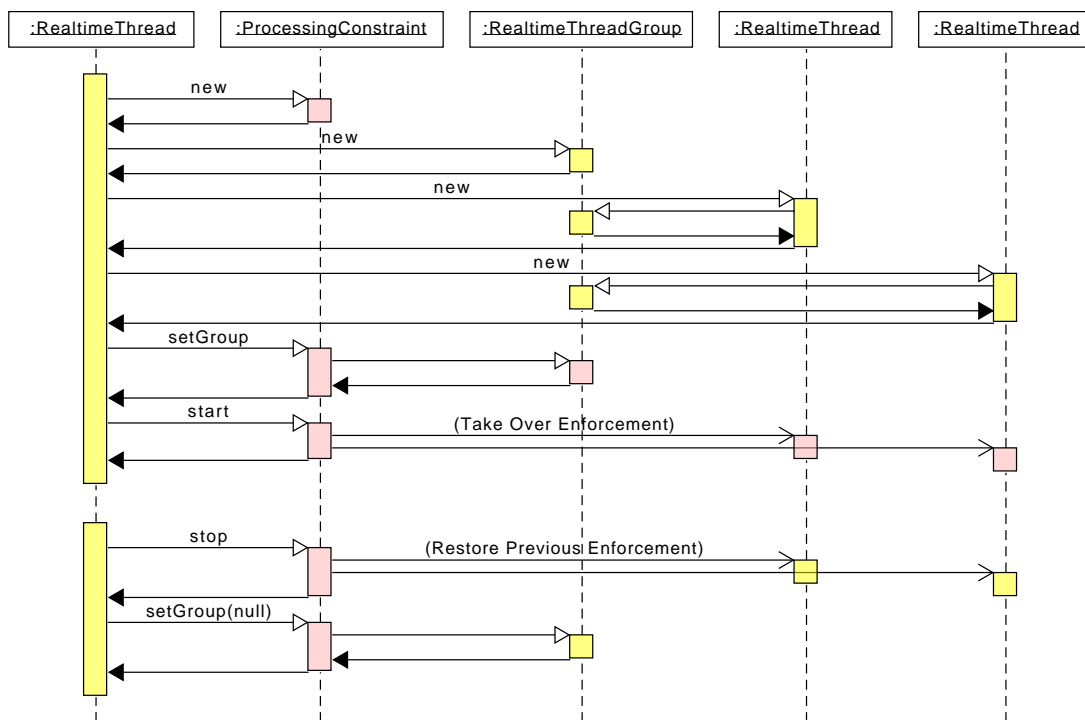 :RealtimeThread :ProcessingConstraint :RealtimeThreadGroup :RealtimeThread :RealtimeThread
new
new
new
new
setGroup
start
(Take Over Enforcement)
stop
(Restore Previous Enforcement)
setGroup(null)